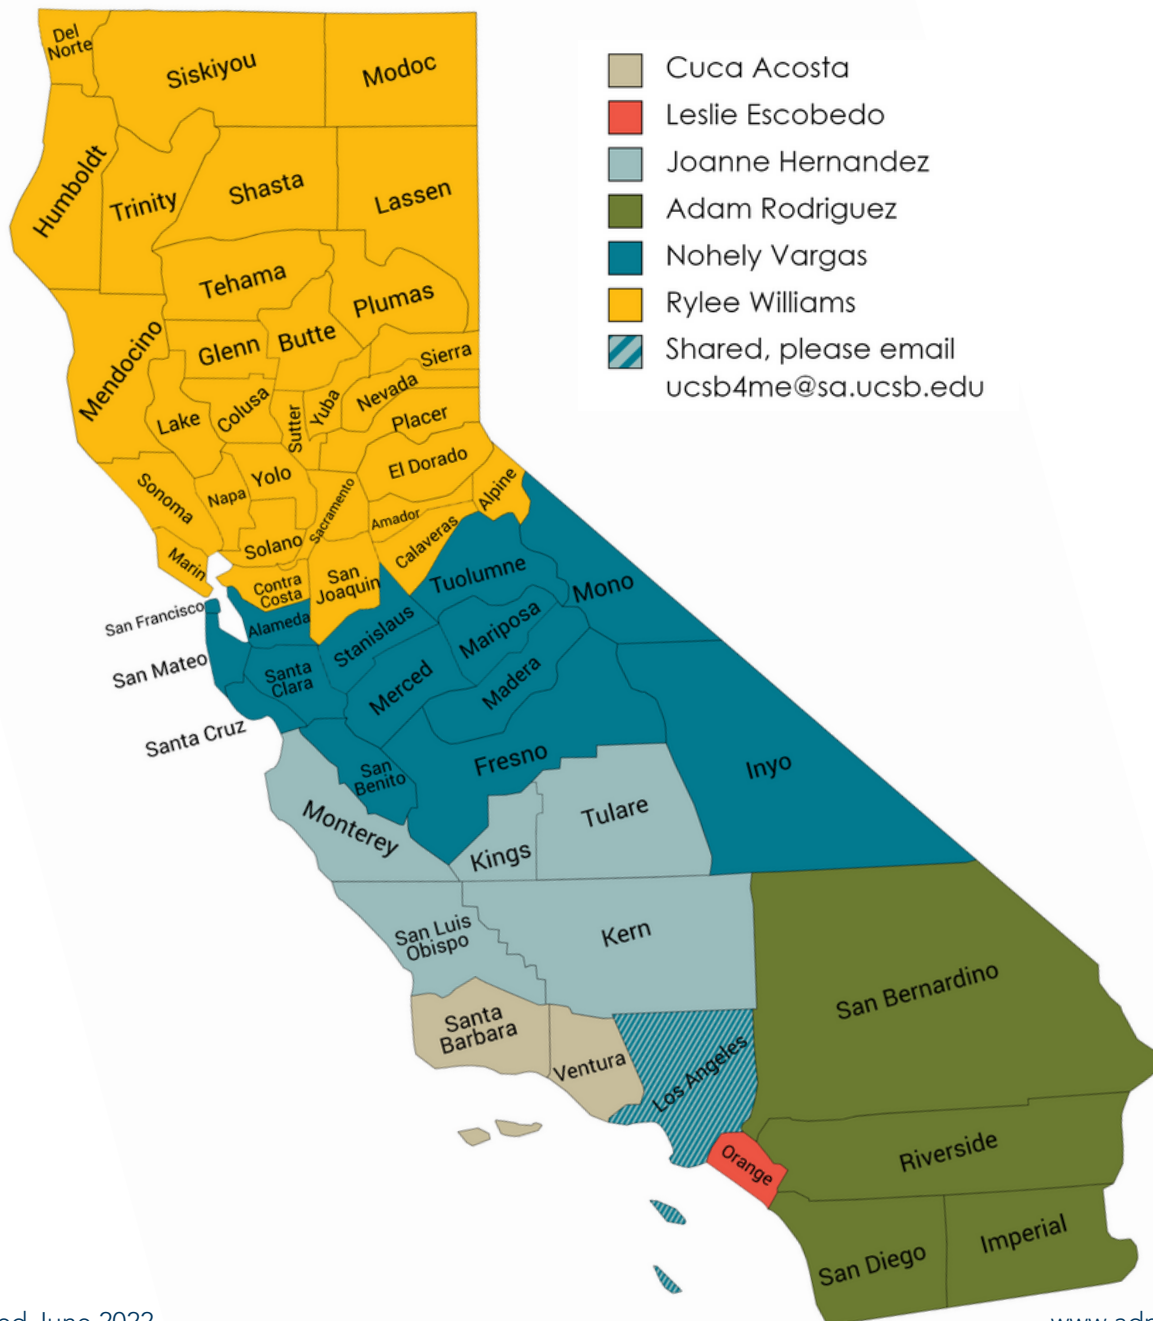 Del
Norte
Siskiyou
Modoc
Cuca Acosta
Leslie Escobedo
Joanne Hernandez
Adam Rodriguez
Nohely Vargas
Rylee Williams
Shared, please email
ucsb4me@sa.ucsb.edu
Humboldt
Trinity
Shasta
Lassen
Tehama
Plumas
Mendocino
Glenn
Butte
Sierra
Lake
Colusa
Sutter
Yuba
Nevada
Placer
Sonoma
Napa
Yolo
Sacramento
El Dorado
Alpine
Amador
Solano
Calaveras
Marin
Contra
Costa
San
Joaquin
Tuolumne
Mono
San Francisco
Alameda
Stanislaus
Mariposa
San Mateo
Santa
Clara
Merced
Madera
Santa Cruz
San
Benito
Fresno
Inyo
Monterey
Kings
Tulare
San Luis
Obispo
Kern
San Bernardino
Santa
Barbara
Ventura
Los Angeles
Orange
Riverside
San Diego
Imperial
June 2022